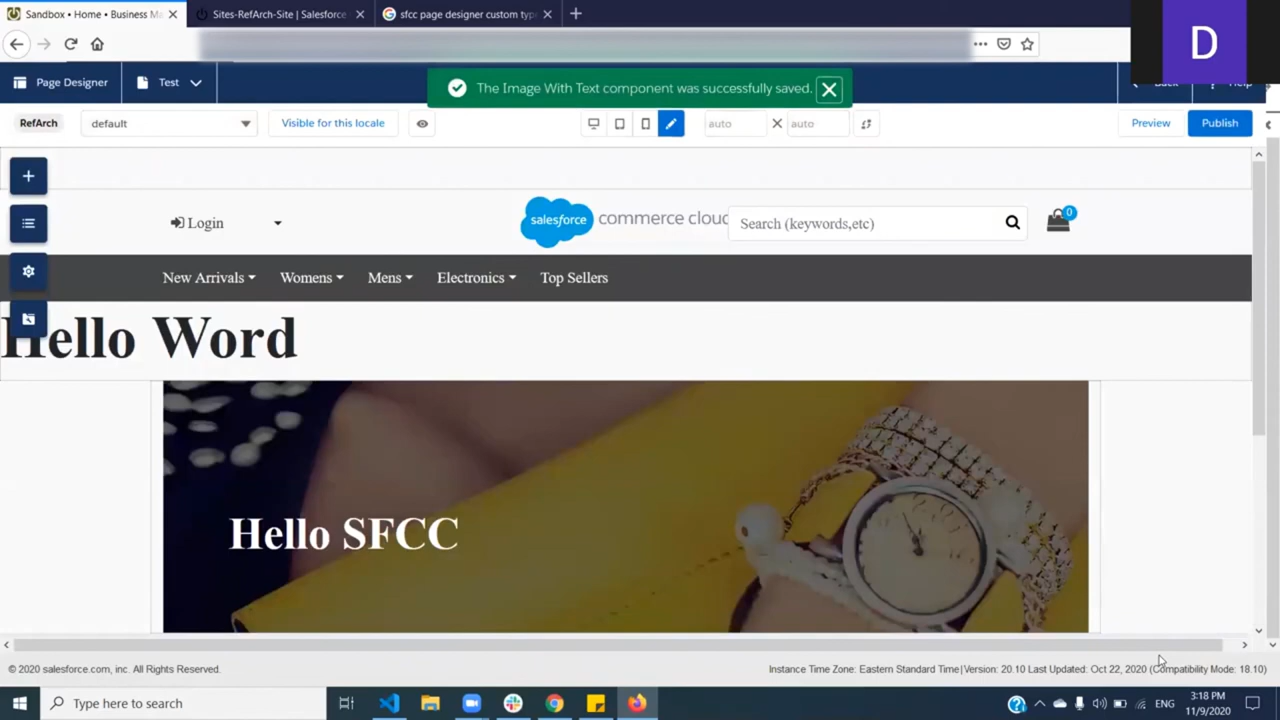 Sandbox • Home • Business Ma
Sites-RefArch-Site | Salesforce
sfcc page designer custom typ
D
Page Designer
Test
The Image With Text component was successfully saved.
RefArch
default
Visible for this locale
auto
auto
Preview
Publish
Login
salesforce
commerce cloud
Search (keywords,etc)
0
New Arrivals
Womens
Mens
Electronics
Top Sellers
Hello Word
Hello SFCC
© 2020 salesforce.com, inc. All Rights Reserved.
Instance Time Zone: Eastern Standard Time|Version: 20.10 Last Updated: Oct 22, 2020 (Compatibility Mode: 18.10)
Type here to search
ENG
3:18 PM
11/9/2020